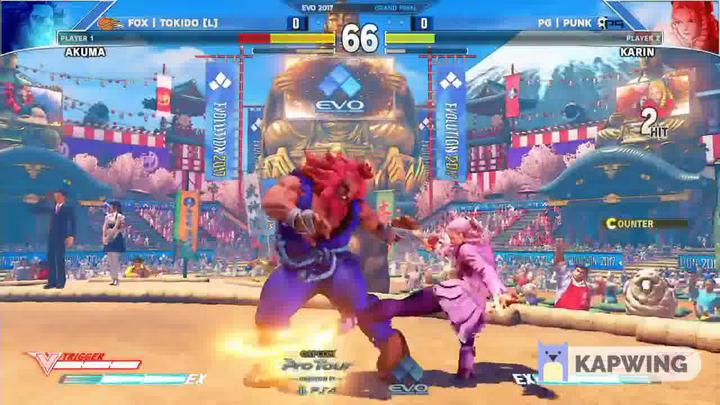 EVO 2017 GRAND FINAL
FOX | TOKIDO [L] 0 0 PG | PUNK
PLAYER 1 66 PLAYER 2
AKUMA KARIN
EVO
EVOLUTION 2017
EVOLUTION 2017
2 HIT
COUNTER
V TRIGGER
EX EX
CAPCOM
PRO TOUR
EVO
KAPWING